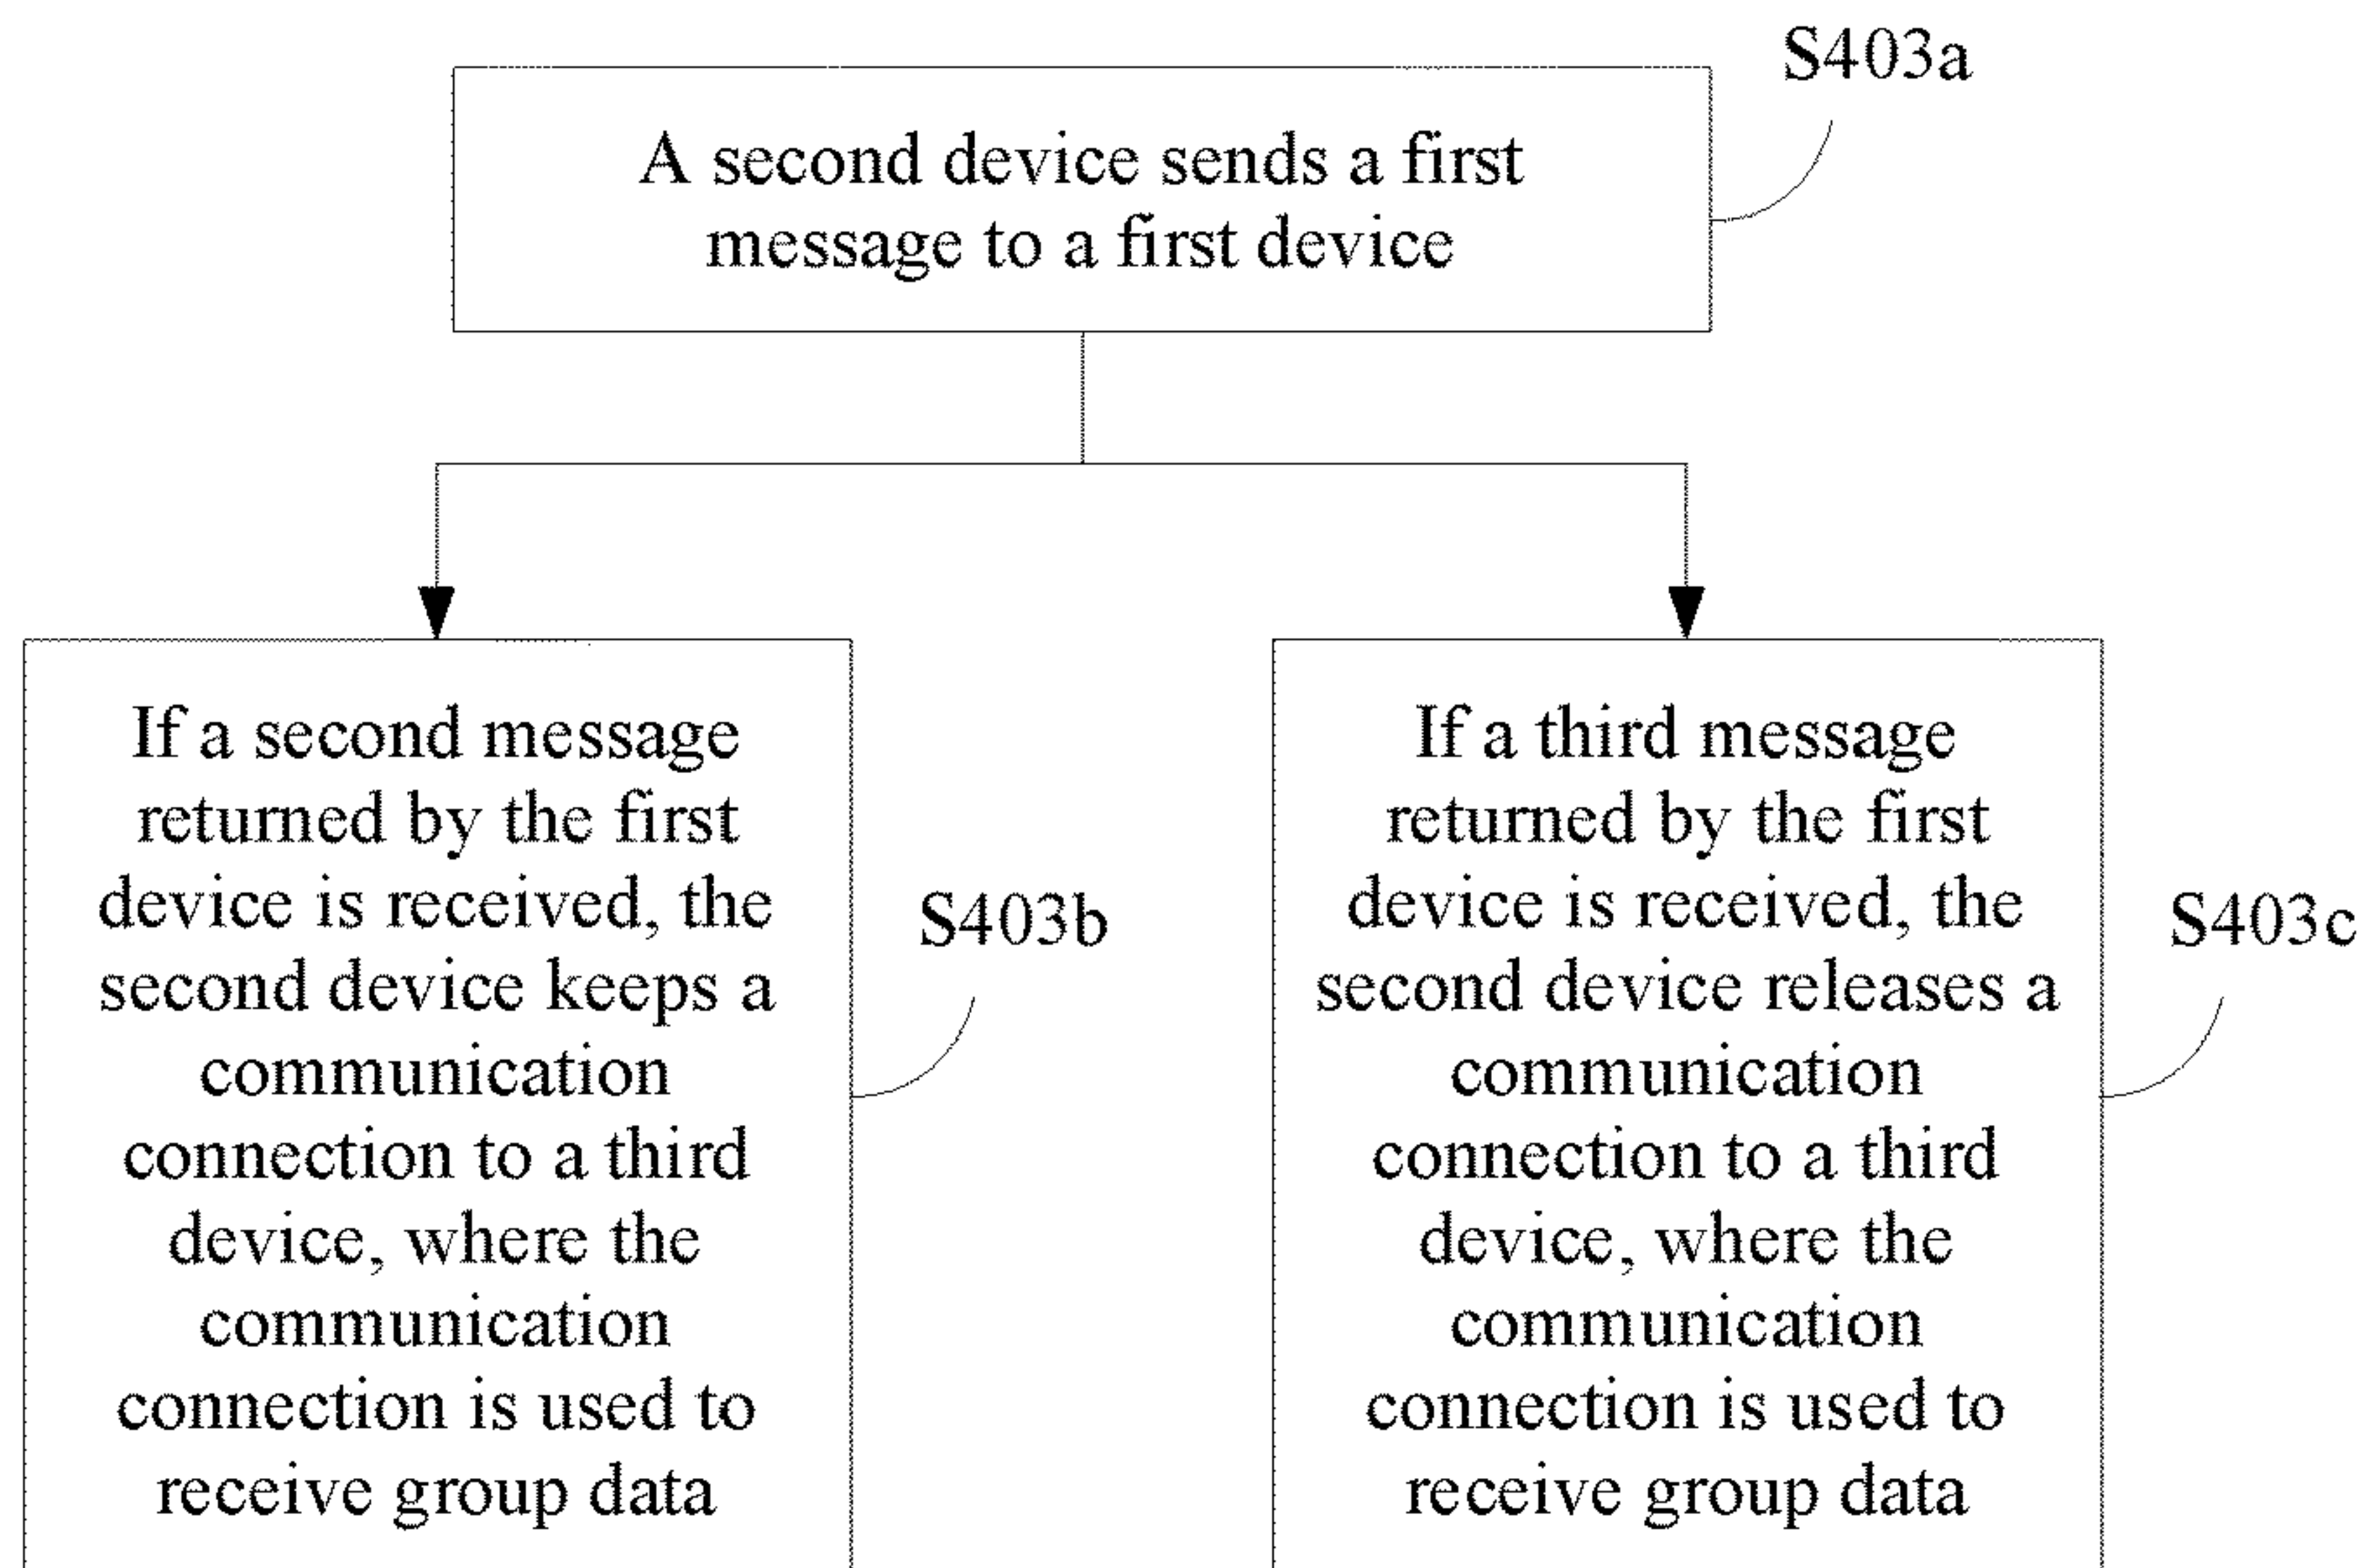 S403a
A second device sends a first
message to a first device
If a second message
returned by the first
device is received, the
second device keeps a
communication
connection to a third
device, where the
communication
connection is used to
receive group data
S403b
If a third message
returned by the first
device is received, the
second device releases a
communication
connection to a third
device, where the
communication
connection is used to
receive group data
S403c